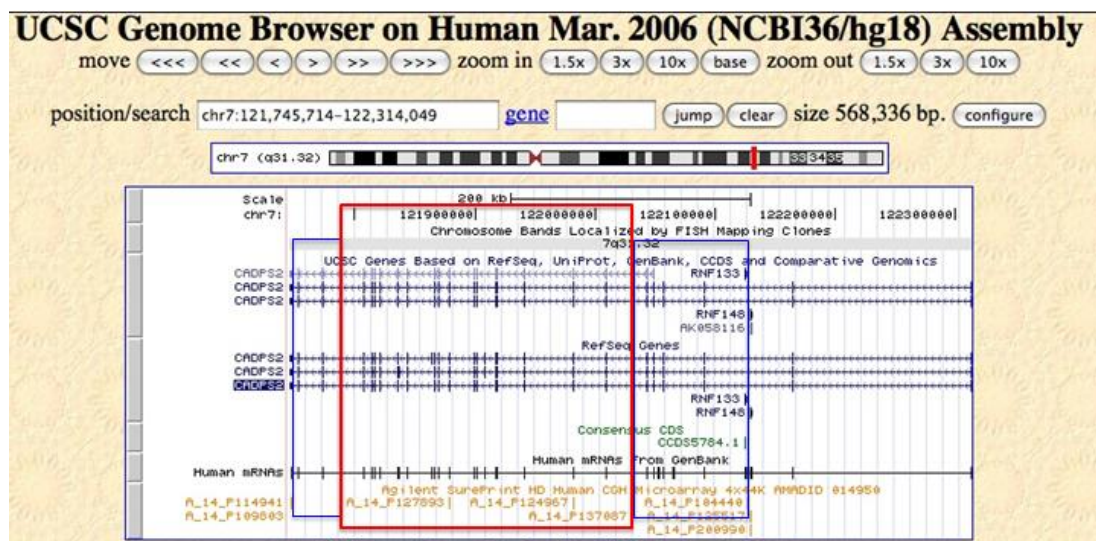 UCSC Genome Browser on Human Mar. 2006 (NCBI36/hg18) Assembly
move <<< << < > >> >>> zoom in 1.5x 3x 10x base zoom out 1.5x 3x 10x
position/search chr7:121,745,714-122,314,049 gene jump clear size 568,336 bp. configure
chr7 (q31.32) 33 34 35
Scale 200 kb
chr7: | 121900000| 122000000| 122100000| 122200000| 122300000|
Chromosome Bands Localized by FISH Mapping Clones
7q31.32
UCSC Genes Based on RefSeq, UniProt, GenBank, CCDS and Comparative Genomics
CADPS2 RNF133
CADPS2
CADPS2
RNF148
AK058116
RefSeq Genes
CADPS2
CADPS2
CADPS2
RNF133
RNF148
Consensus CDS
CCDS5784.1
Human mRNAs from GenBank
Human mRNAs
Agilent SurePrint HD Human CGH Microarray 4x44K AMADID 014950
A_14_P114941 A_14_P127893 A_14_P124967 A_14_P104440
A_14_P109803 A_14_P137087
A_14_P200990